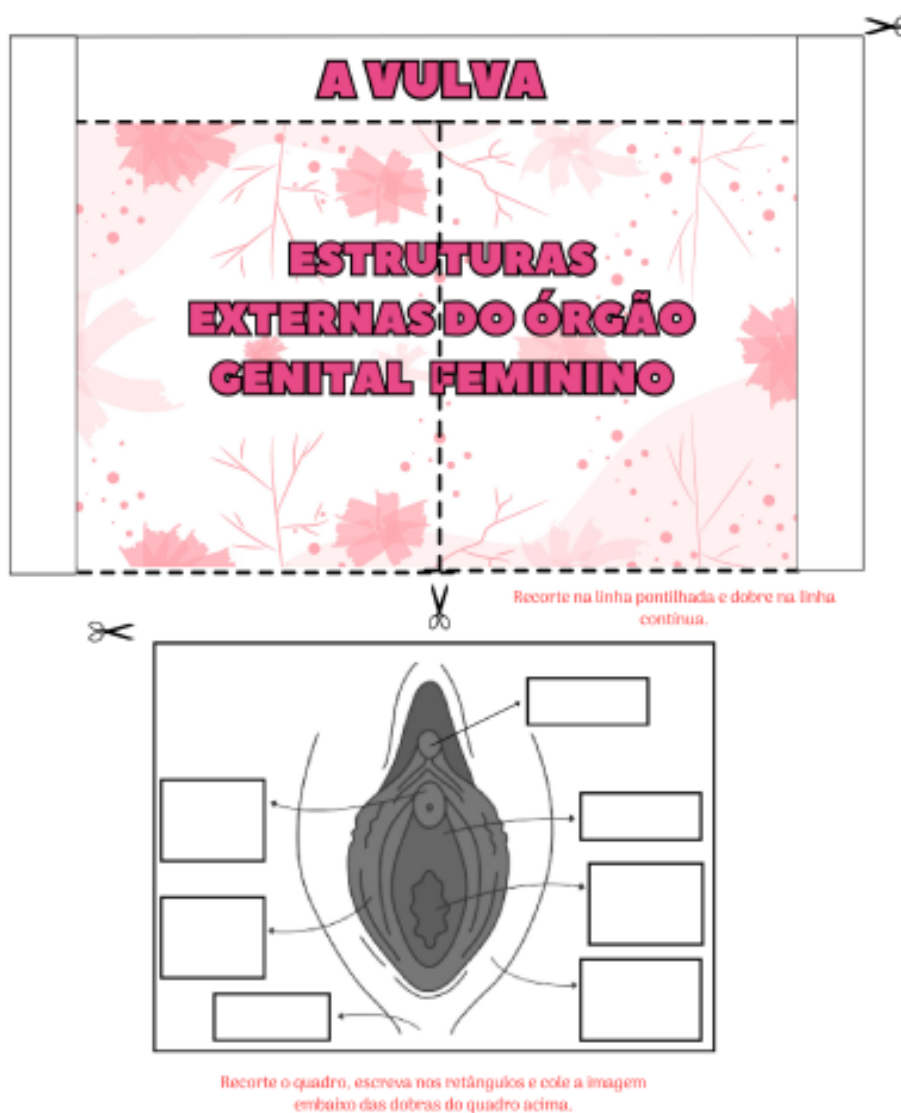 A VULVA
ESTRUTURAS
EXTERNAS DO ÓRGÃO
GENITAL FEMININO
Recorte na linha pontilhada e dobre na linha
contínua.
Recorte o quadro, escreva nos retângulos e cole a imagem
embaixo das dobras do quadro acima.